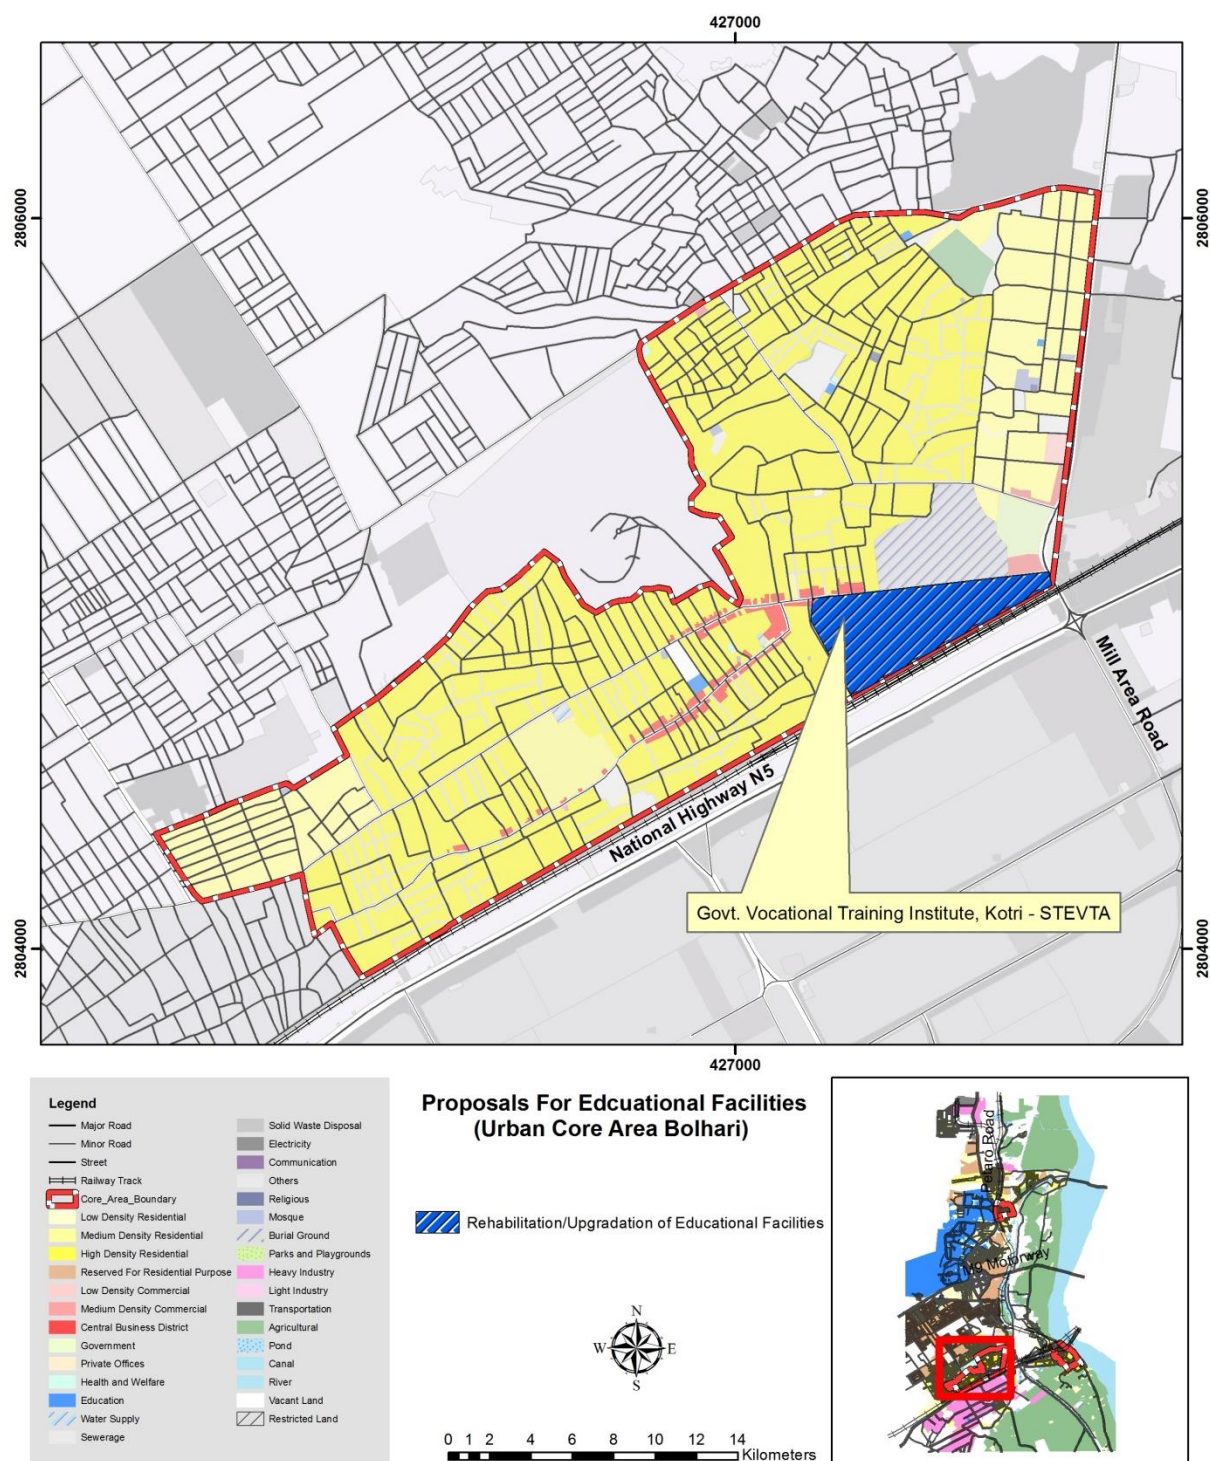 427000
2806000
2806000
Mill Area Road
National Highway N5
Govt. Vocational Training Institute, Kotri - STEVTA
2804000
2804000
427000
Legend
Major Road
Minor Road
Street
Railway Track
Core_Area_Boundary
Low Density Residential
Medium Density Residential
High Density Residential
Reserved For Residential Purpose
Low Density Commercial
Medium Density Commercial
Central Business District
Government
Private Offices
Health and Welfare
Education
Water Supply
Sewerage
Solid Waste Disposal
Electricity
Communication
Others
Religious
Mosque
Burial Ground
Parks and Playgrounds
Heavy Industry
Light Industry
Transportation
Agricultural
Pond
Canal
River
Vacant Land
Restricted Land
Proposals For Edcuational Facilities
(Urban Core Area Bolhari)
Rehabilitation/Upgradation of Educational Facilities
N
W E
S
0 1 2 4 6 8 10 12 14
Kilometers
Petaro Road
M9 Motorway